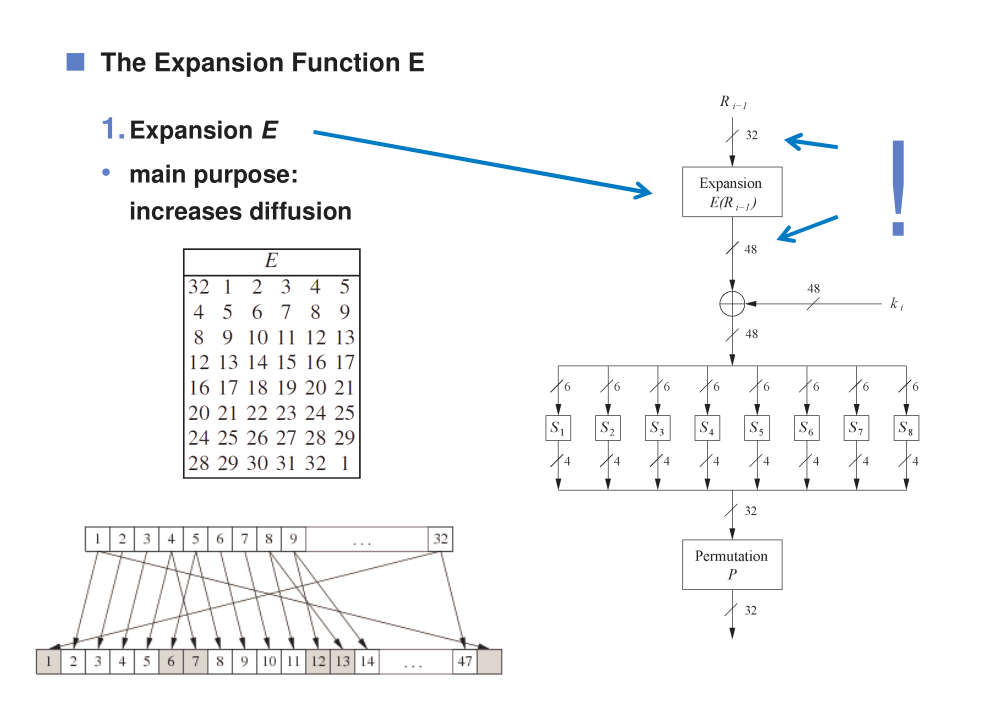 The Expansion Function E
1. Expansion E
• main purpose:
increases diffusion
E
32 1 2 3 4 5
4 5 6 7 8 9
8 9 10 11 12 13
12 13 14 15 16 17
16 17 18 19 20 21
20 21 22 23 24 25
24 25 26 27 28 29
28 29 30 31 32 1
1 2 3 4 5 6 7 8 9 ... 32
1 2 3 4 5 6 7 8 9 10 11 12 13 14 ... 47
R i−1
32
Expansion
E(R i−1)
48
!
48
k i
48
6 6 6 6 6 6 6 6
S1 S2 S3 S4 S5 S6 S7 S8
4 4 4 4 4 4 4 4
32
Permutation
P
32